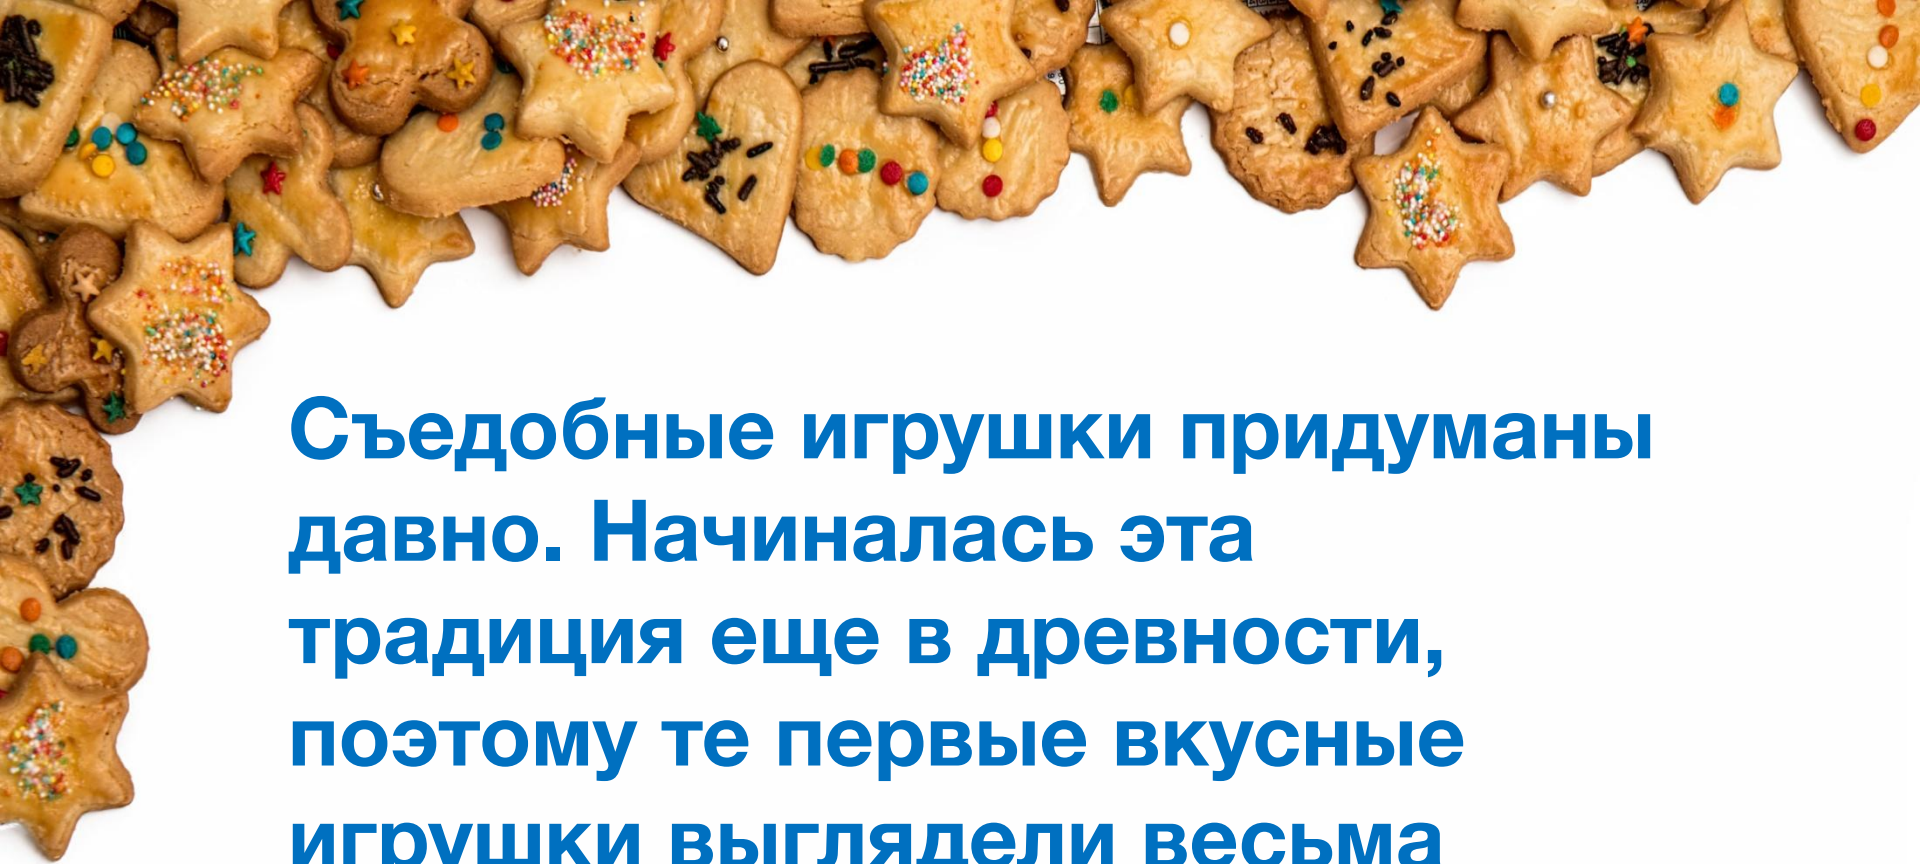 Съедобные игрушки придуманы
давно. Начиналась эта
традиция еще в древности,
поэтому те первые вкусные
игрушки выглядели весьма